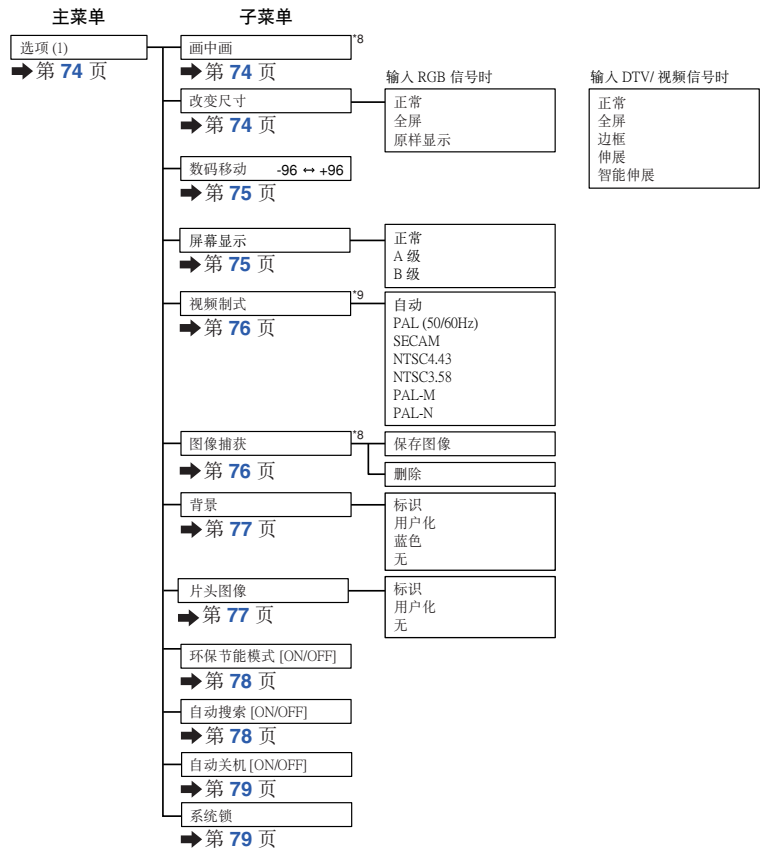 主菜单
子菜单
选项 (1)
第 74 页
画中画
*8
第 74 页
输入 RGB 信号时
输入 DTV/ 视频信号时
改变尺寸
第 74 页
正常
全屏
原样显示
正常
全屏
边框
伸展
智能伸展
数码移动 -96 ↔ +96
第 75 页
屏幕显示
第 75 页
正常
A 级
B 级
视频制式
*9
第 76 页
自动
PAL (50/60Hz)
SECAM
NTSC4.43
NTSC3.58
PAL-M
PAL-N
图像捕获
*8
第 76 页
保存图像
删除
背景
第 77 页
标识
用户化
蓝色
无
片头图像
第 77 页
标识
用户化
无
环保节能模式 [ON/OFF]
第 78 页
自动搜索 [ON/OFF]
第 78 页
自动关机 [ON/OFF]
第 79 页
系统锁
第 79 页